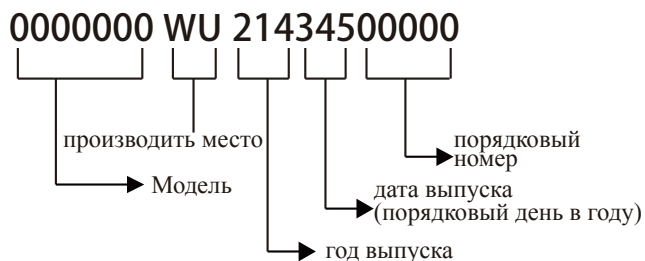 0000000 WU 21434500000
производить место
порядковый
номер
Модель
дата выпуска
(порядковый день в году)
год выпуска